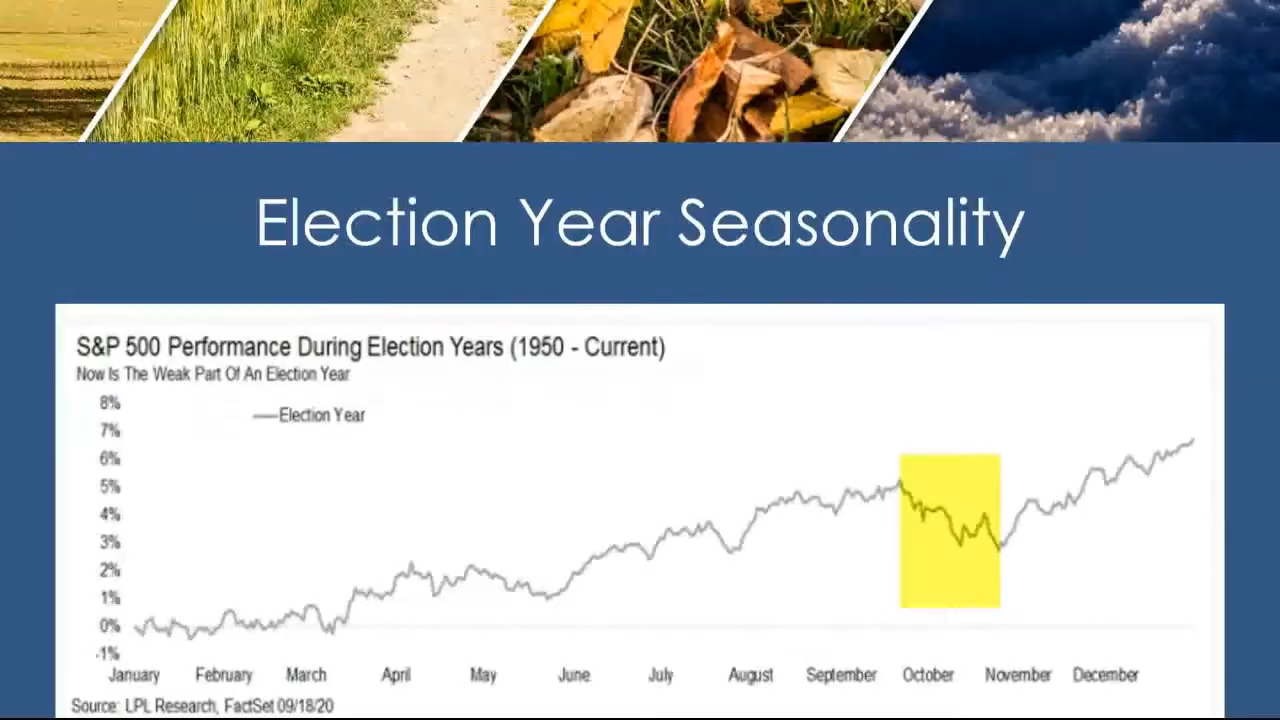 Election Year Seasonality
S&P 500 Performance During Election Years (1950 - Current)
Now Is The Weak Part Of An Election Year
Election Year
8%
7%
6%
5%
4%
3%
2%
1%
0%
-1%
January February March April May June July August September October November December
Source: LPL Research, FactSet 09/18/20